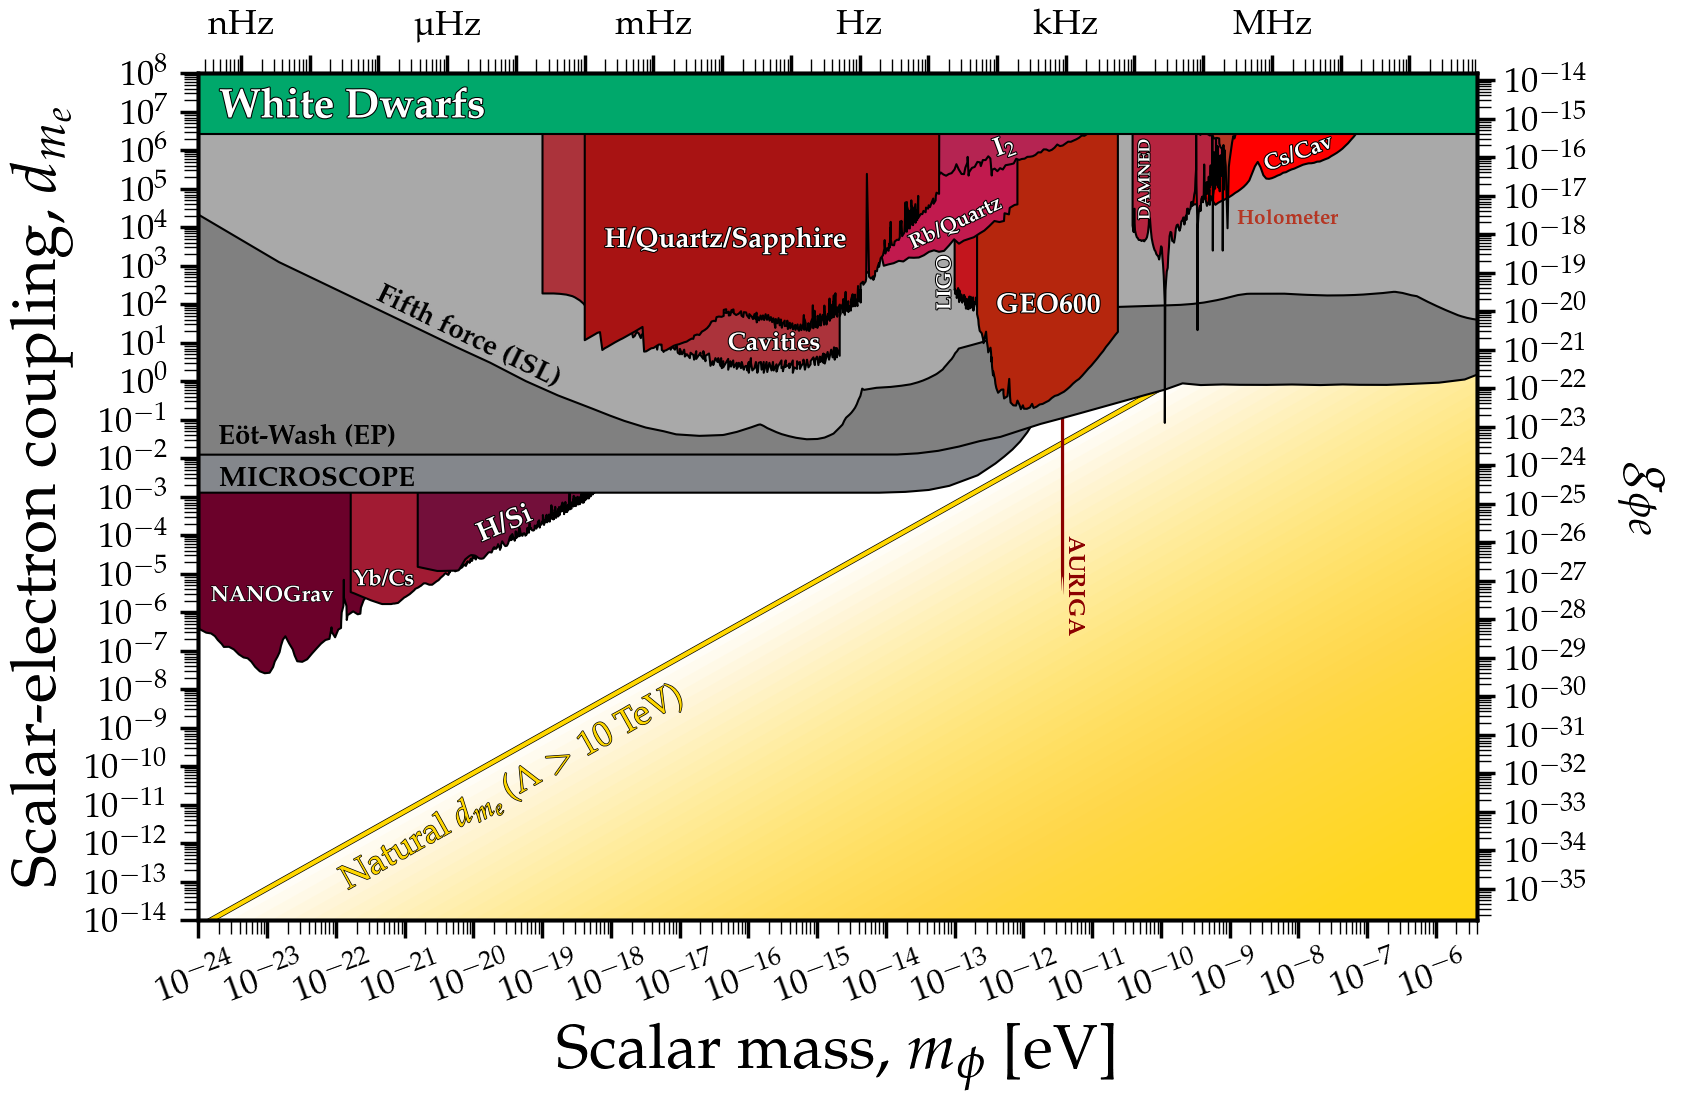 nHz μHz mHz Hz kHz MHz
Scalar-electron coupling, d_{m_e}
10^8
10^7
10^6
10^5
10^4
10^3
10^2
10^1
10^0
10^{−1}
10^{−2}
10^{−3}
10^{−4}
10^{−5}
10^{−6}
10^{−7}
10^{−8}
10^{−9}
10^{−10}
10^{−11}
10^{−12}
10^{−13}
10^{−14}
White Dwarfs
I_2
DAMNED
Cs/Cav
Rb/Quartz
Holometer
H/Quartz/Sapphire
LIGO
GEO600
Fifth force (ISL)
Cavities
Eöt-Wash (EP)
MICROSCOPE
H/Si
Yb/Cs
NANOGrav
AURIGA
Natural d_{m_e} (Λ > 10 TeV)
10^{−14}
10^{−15}
10^{−16}
10^{−17}
10^{−18}
10^{−19}
10^{−20}
10^{−21}
10^{−22}
10^{−23}
10^{−24}
10^{−25}
10^{−26}
10^{−27}
10^{−28}
10^{−29}
10^{−30}
10^{−31}
10^{−32}
10^{−33}
10^{−34}
10^{−35}
g_{ϕe}
10^{−24} 10^{−23} 10^{−22} 10^{−21} 10^{−20} 10^{−19} 10^{−18} 10^{−17} 10^{−16} 10^{−15} 10^{−14} 10^{−13} 10^{−12} 10^{−11} 10^{−10} 10^{−9} 10^{−8} 10^{−7} 10^{−6}
Scalar mass, m_ϕ [eV]